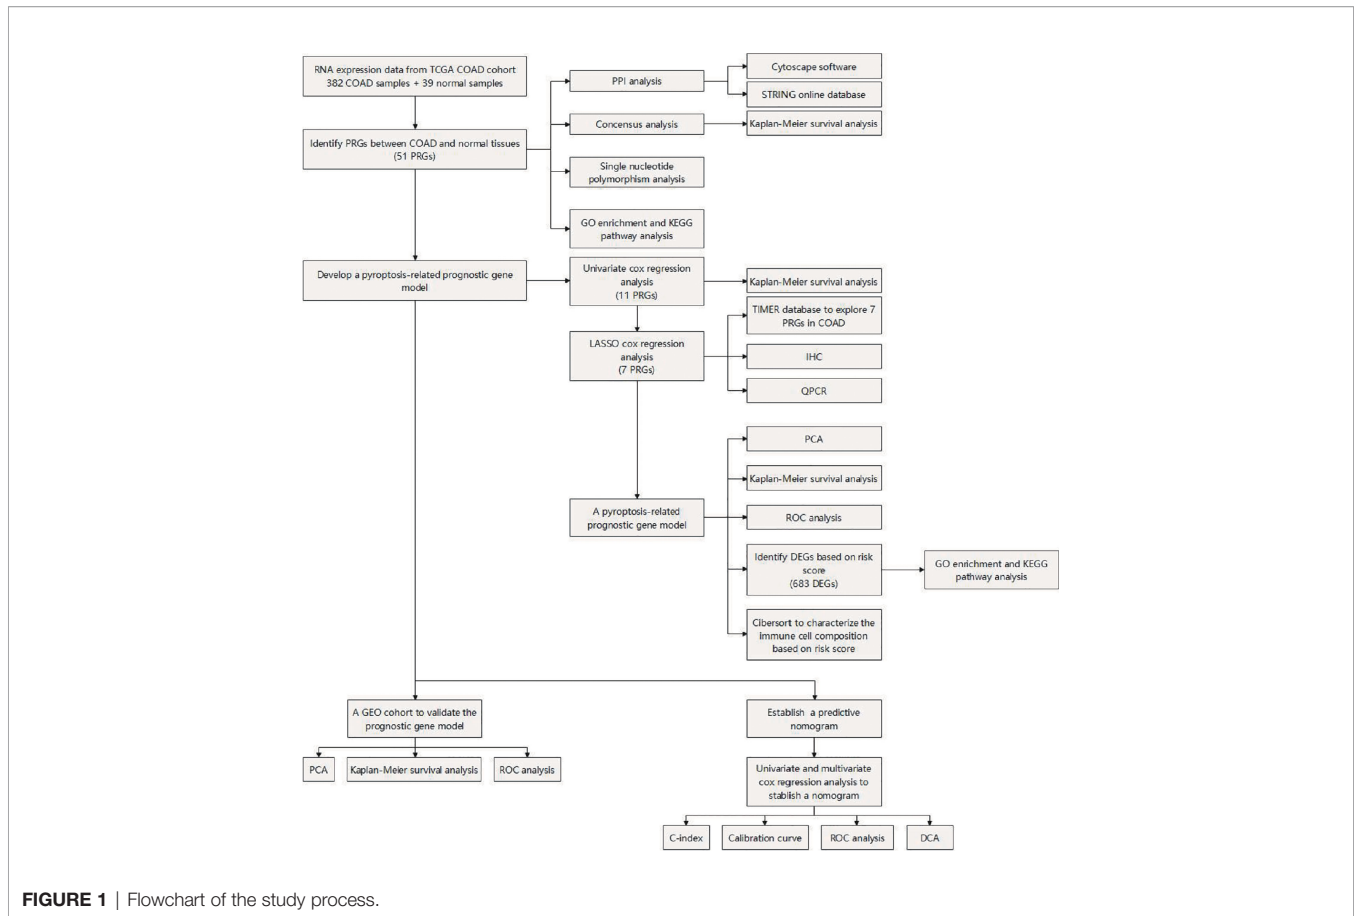 RNA expression data from TCGA COAD cohort
382 COAD samples + 39 normal samples
Identify PRGs between COAD and normal tissues
(51 PRGs)
PPI analysis
Cytoscape software
STRING online database
Concensus analysis
Kaplan-Meier survival analysis
Single nucleotide
polymorphism analysis
GO enrichment and KEGG
pathway analysis
Develop a pyroptosis-related prognostic gene
model
Univariate cox regression
analysis
(11 PRGs)
Kaplan-Meier survival analysis
LASSO cox regression
analysis
(7 PRGs)
TIMER database to explore 7
PRGs in COAD
IHC
QPCR
A pyroptosis-related
prognostic gene model
PCA
Kaplan-Meier survival analysis
ROC analysis
Identify DEGs based on risk
score
(683 DEGs)
GO enrichment and KEGG
pathway analysis
Cibersort to characterize the
immune cell composition
based on risk score
A GEO cohort to validate the
prognostic gene model
PCA
Kaplan-Meier survival analysis
ROC analysis
Establish a predictive
nomogram
Univariate and multivariate
cox regression analysis to
stablish a nomogram
C-index
Calibration curve
ROC analysis
DCA
FIGURE 1 | Flowchart of the study process.